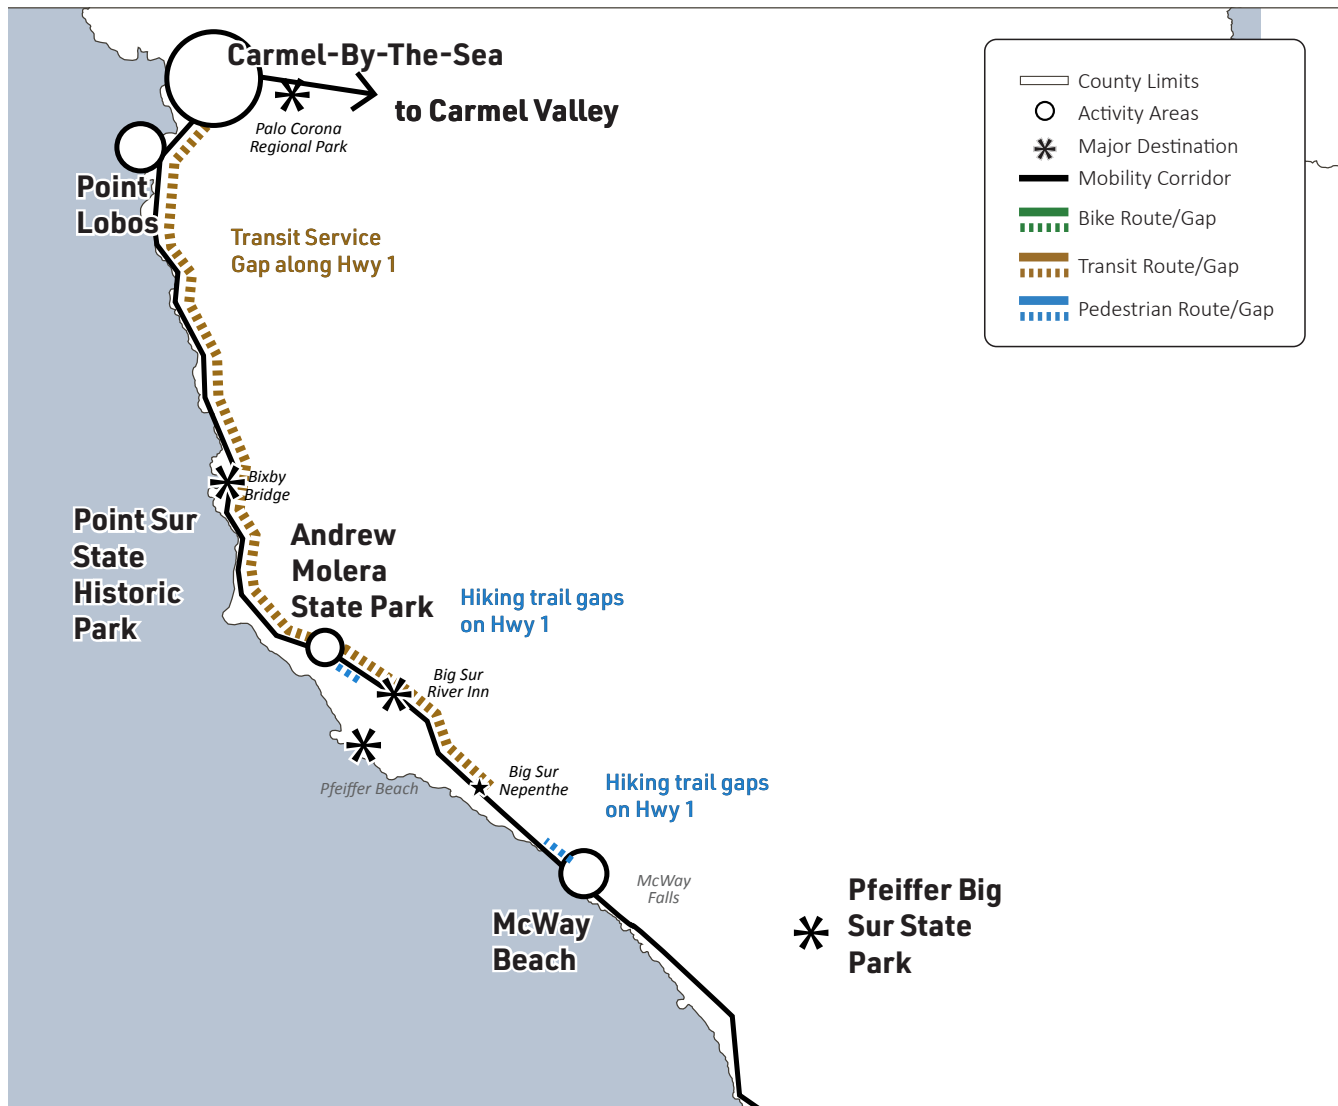 Carmel-By-The-Sea
to Carmel Valley
Palo Corona
Regional Park
Point
Lobos
Transit Service
Gap along Hwy 1
County Limits
Activity Areas
Major Destination
Mobility Corridor
Bike Route/Gap
Transit Route/Gap
Pedestrian Route/Gap
Bixby
Bridge
Point Sur
State
Historic
Park
Andrew
Molera
State Park
Hiking trail gaps
on Hwy 1
Big Sur
River Inn
Pfeiffer Beach
Big Sur
Nepenthe
Hiking trail gaps
on Hwy 1
McWay
Falls
McWay
Beach
Pfeiffer Big
Sur State
Park